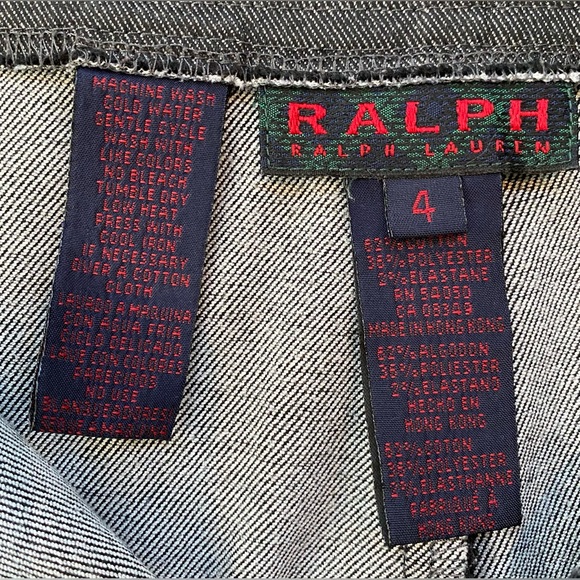 MACHINE WASH
COLD WATER
GENTLE CYCLE
WASH WITH
LIKE COLORS
NO BLEACH
TUMBLE DRY
LOW HEAT
PRESS WITH
COOL IRON
IF NECESSARY
OVER A COTTON
CLOTH
LAVADO A MAQUINA
CON AGUA FRIA
CICLO DELICADO
LAVE CON COLORES
PARECIDOS
NO USE
BLANQUEADORES
RALPH
RALPH LAUREN
4
62% COTTON
36% POLYESTER
2% ELASTANE
RN 54050
CA 08349
MADE IN HONG KONG
62% ALGODON
36% POLIESTER
2% ELASTANO
HECHO EN
HONG KONG
62% COTON
36% POLYESTER
2% ELASTHANNE
FABRIQUE A
HONG KONG